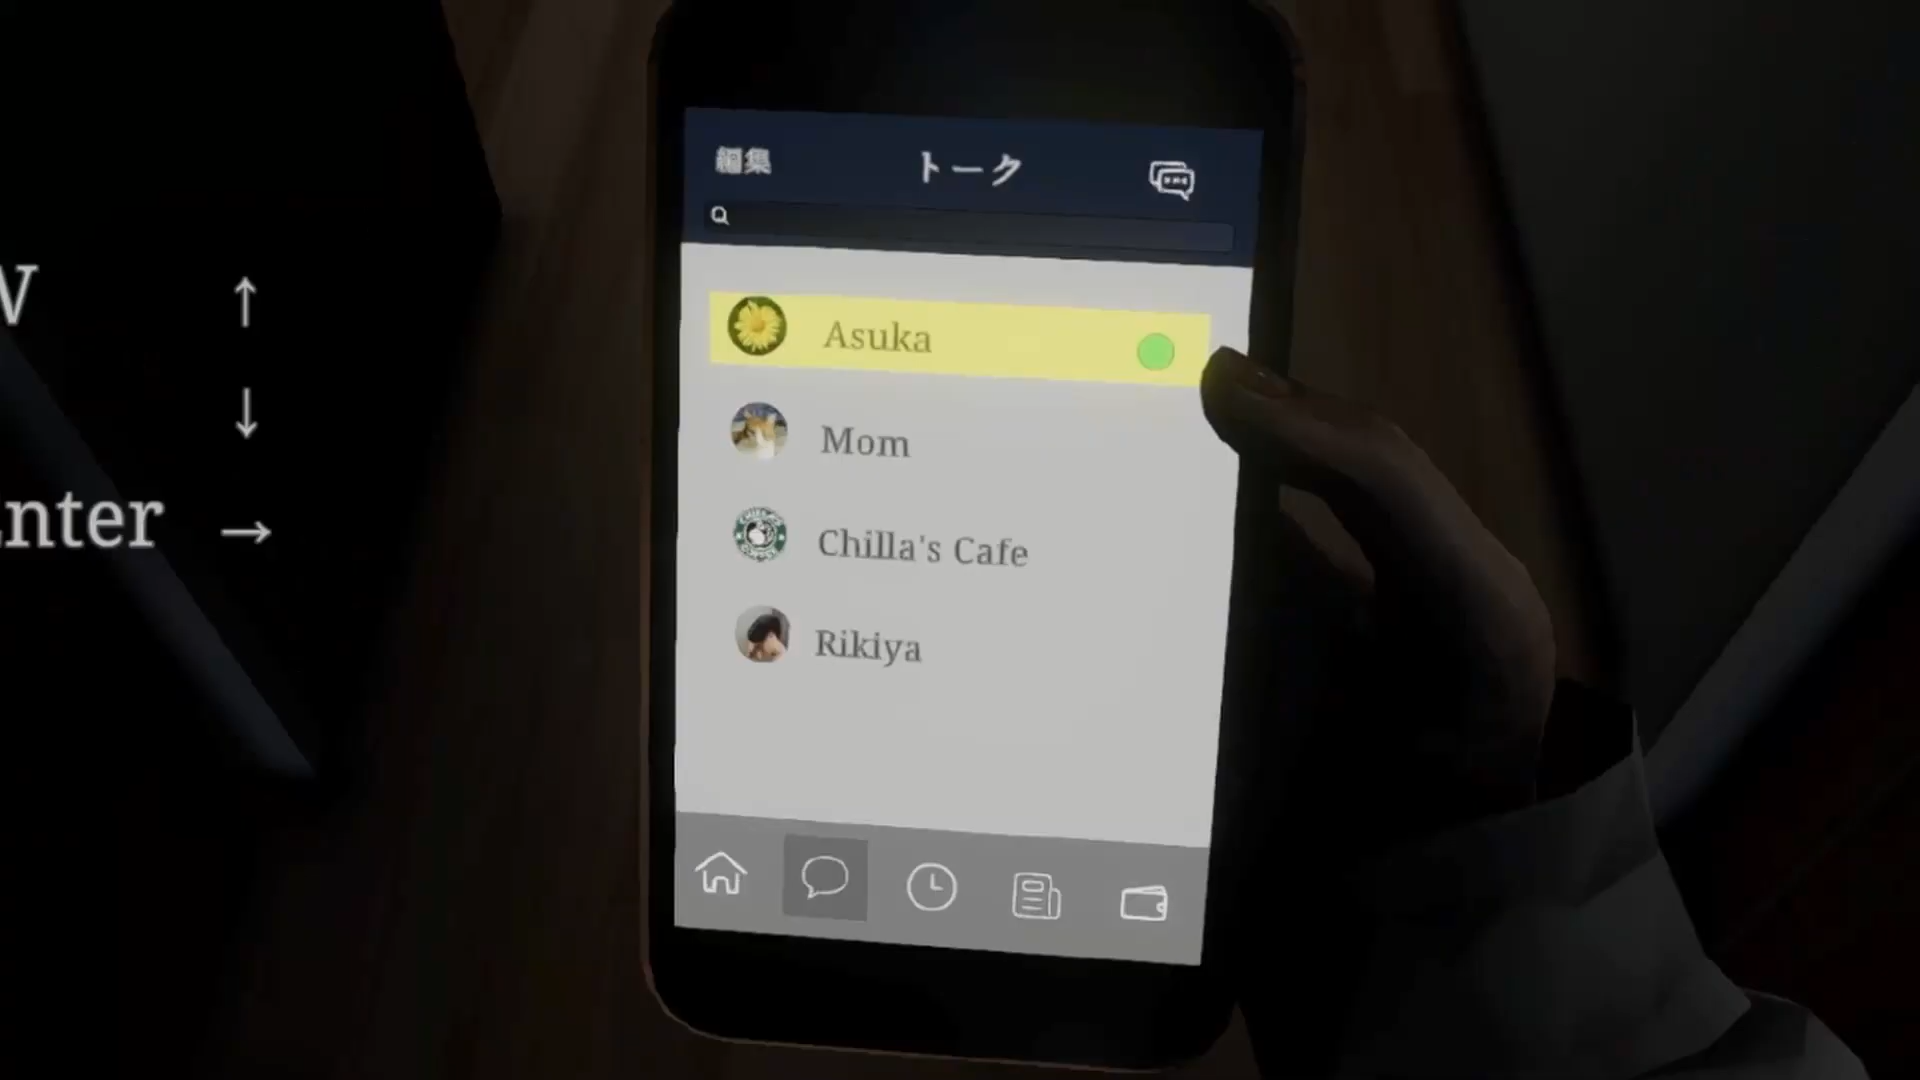 編集
トーク
Asuka
Mom
Chilla's Cafe
Rikiya
↑
↓
nter →